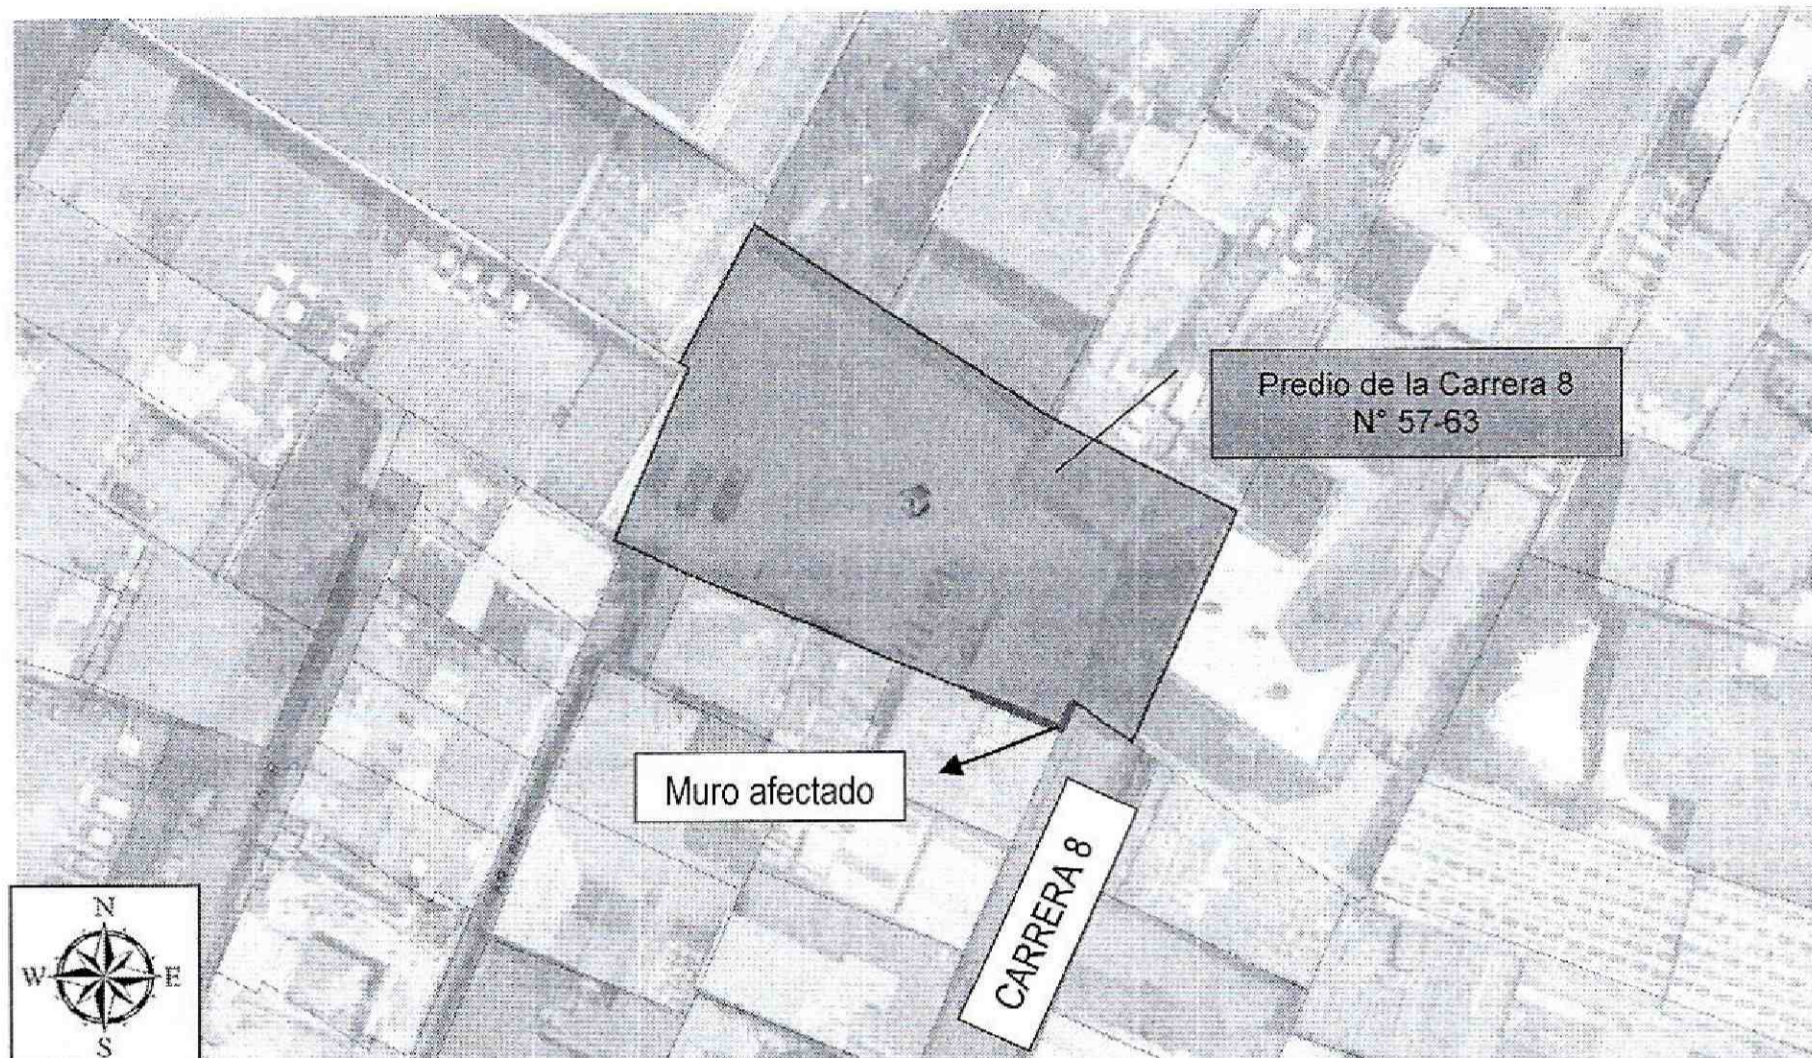 Predio de la Carrera 8
N° 57-63
Muro afectado
CARRERA 8
N
W E
S